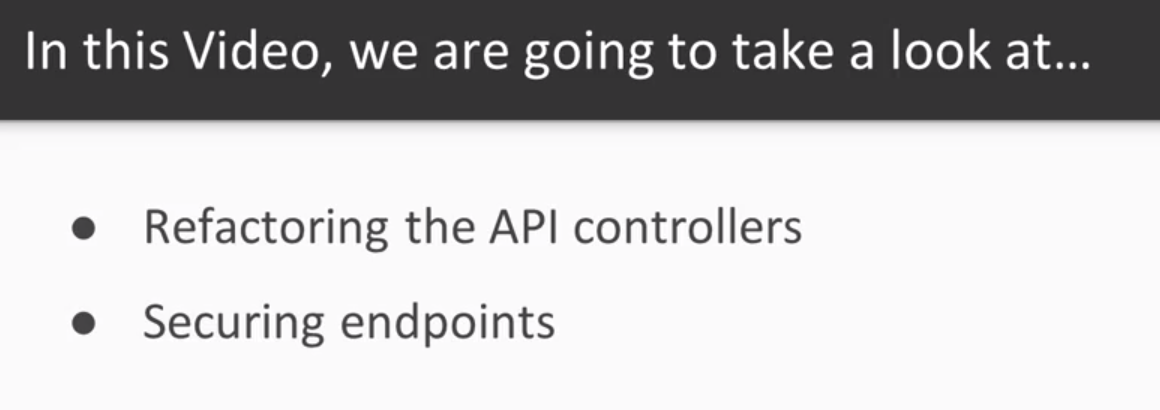 In this Video, we are going to take a look at...
● Refactoring the API controllers
● Securing endpoints